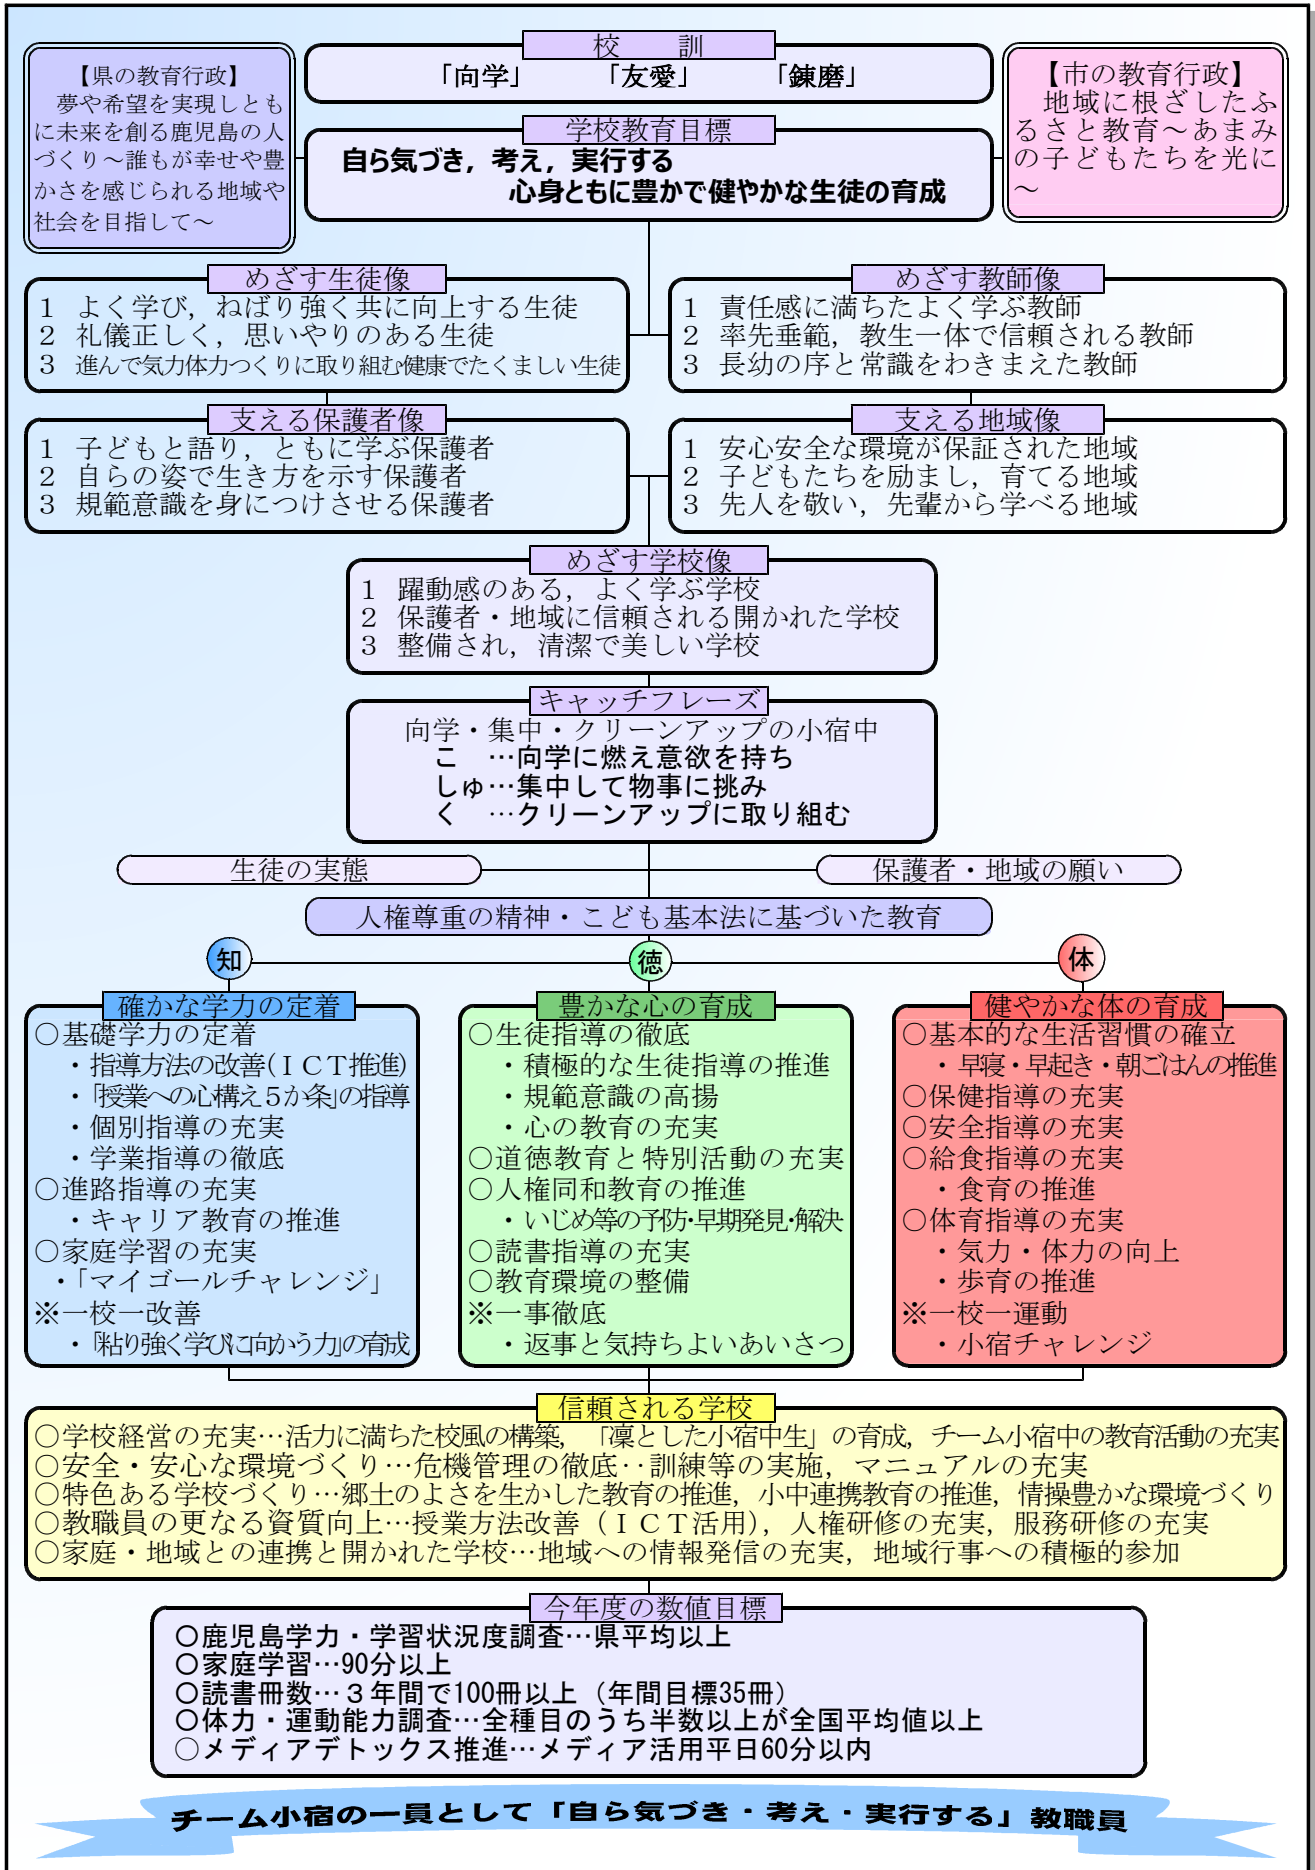 校　訓
「向学」　「友愛」　「錬磨」
【県の教育行政】
夢や希望を実現しとも
に未来を創る鹿児島の人
づくり～誰もが幸せや豊
かさを感じられる地域や
社会を目指して～
【市の教育行政】
地域に根ざしたふ
るさと教育～あまみ
の子どもたちを光に
～
学校教育目標
自ら気づき，考え，実行する
心身ともに豊かで健やかな生徒の育成
めざす生徒像
1　よく学び，ねばり強く共に向上する生徒
2　礼儀正しく，思いやりのある生徒
3　進んで気力体力つくりに取り組む健康でたくましい生徒
めざす教師像
1　責任感に満ちたよく学ぶ教師
2　率先垂範，教生一体で信頼される教師
3　長幼の序と常識をわきまえた教師
支える保護者像
1　子どもと語り，ともに学ぶ保護者
2　自らの姿で生き方を示す保護者
3　規範意識を身につけさせる保護者
支える地域像
1　安心安全な環境が保証された地域
2　子どもたちを励まし，育てる地域
3　先人を敬い，先輩から学べる地域
めざす学校像
1　躍動感のある，よく学ぶ学校
2　保護者・地域に信頼される開かれた学校
3　整備され，清潔で美しい学校
キャッチフレーズ
向学・集中・クリーンアップの小宿中
こ　…向学に燃え意欲を持ち
しゅ…集中して物事に挑み
く　…クリーンアップに取り組む
生徒の実態
保護者・地域の願い
人権尊重の精神・こども基本法に基づいた教育
知
徳
体
確かな学力の定着
○基礎学力の定着
・指導方法の改善(ＩＣＴ推進)
・「授業への心構え５か条」の指導
・個別指導の充実
・学業指導の徹底
○進路指導の充実
・キャリア教育の推進
○家庭学習の充実
・「マイゴールチャレンジ」
※一校一改善
・「粘り強く学びに向かう力」の育成
豊かな心の育成
○生徒指導の徹底
・積極的な生徒指導の推進
・規範意識の高揚
・心の教育の充実
○道徳教育と特別活動の充実
○人権同和教育の推進
・いじめ等の予防・早期発見・解決
○読書指導の充実
○教育環境の整備
※一事徹底
・返事と気持ちよいあいさつ
健やかな体の育成
○基本的な生活習慣の確立
・早寝・早起き・朝ごはんの推進
○保健指導の充実
○安全指導の充実
○給食指導の充実
・食育の推進
○体育指導の充実
・気力・体力の向上
・歩育の推進
※一校一運動
・小宿チャレンジ
信頼される学校
○学校経営の充実…活力に満ちた校風の構築，「凜とした小宿中生」の育成，チーム小宿中の教育活動の充実
○安全・安心な環境づくり…危機管理の徹底‥訓練等の実施，マニュアルの充実
○特色ある学校づくり…郷土のよさを生かした教育の推進，小中連携教育の推進，情操豊かな環境づくり
○教職員の更なる資質向上…授業方法改善（ＩＣＴ活用），人権研修の充実，服務研修の充実
○家庭・地域との連携と開かれた学校…地域への情報発信の充実，地域行事への積極的参加
今年度の数値目標
○鹿児島学力・学習状況度調査…県平均以上
○家庭学習…90分以上
○読書冊数…３年間で100冊以上（年間目標35冊）
○体力・運動能力調査…全種目のうち半数以上が全国平均値以上
○メディアデトックス推進…メディア活用平日60分以内
チーム小宿の一員として「自ら気づき・考え・実行する」教職員